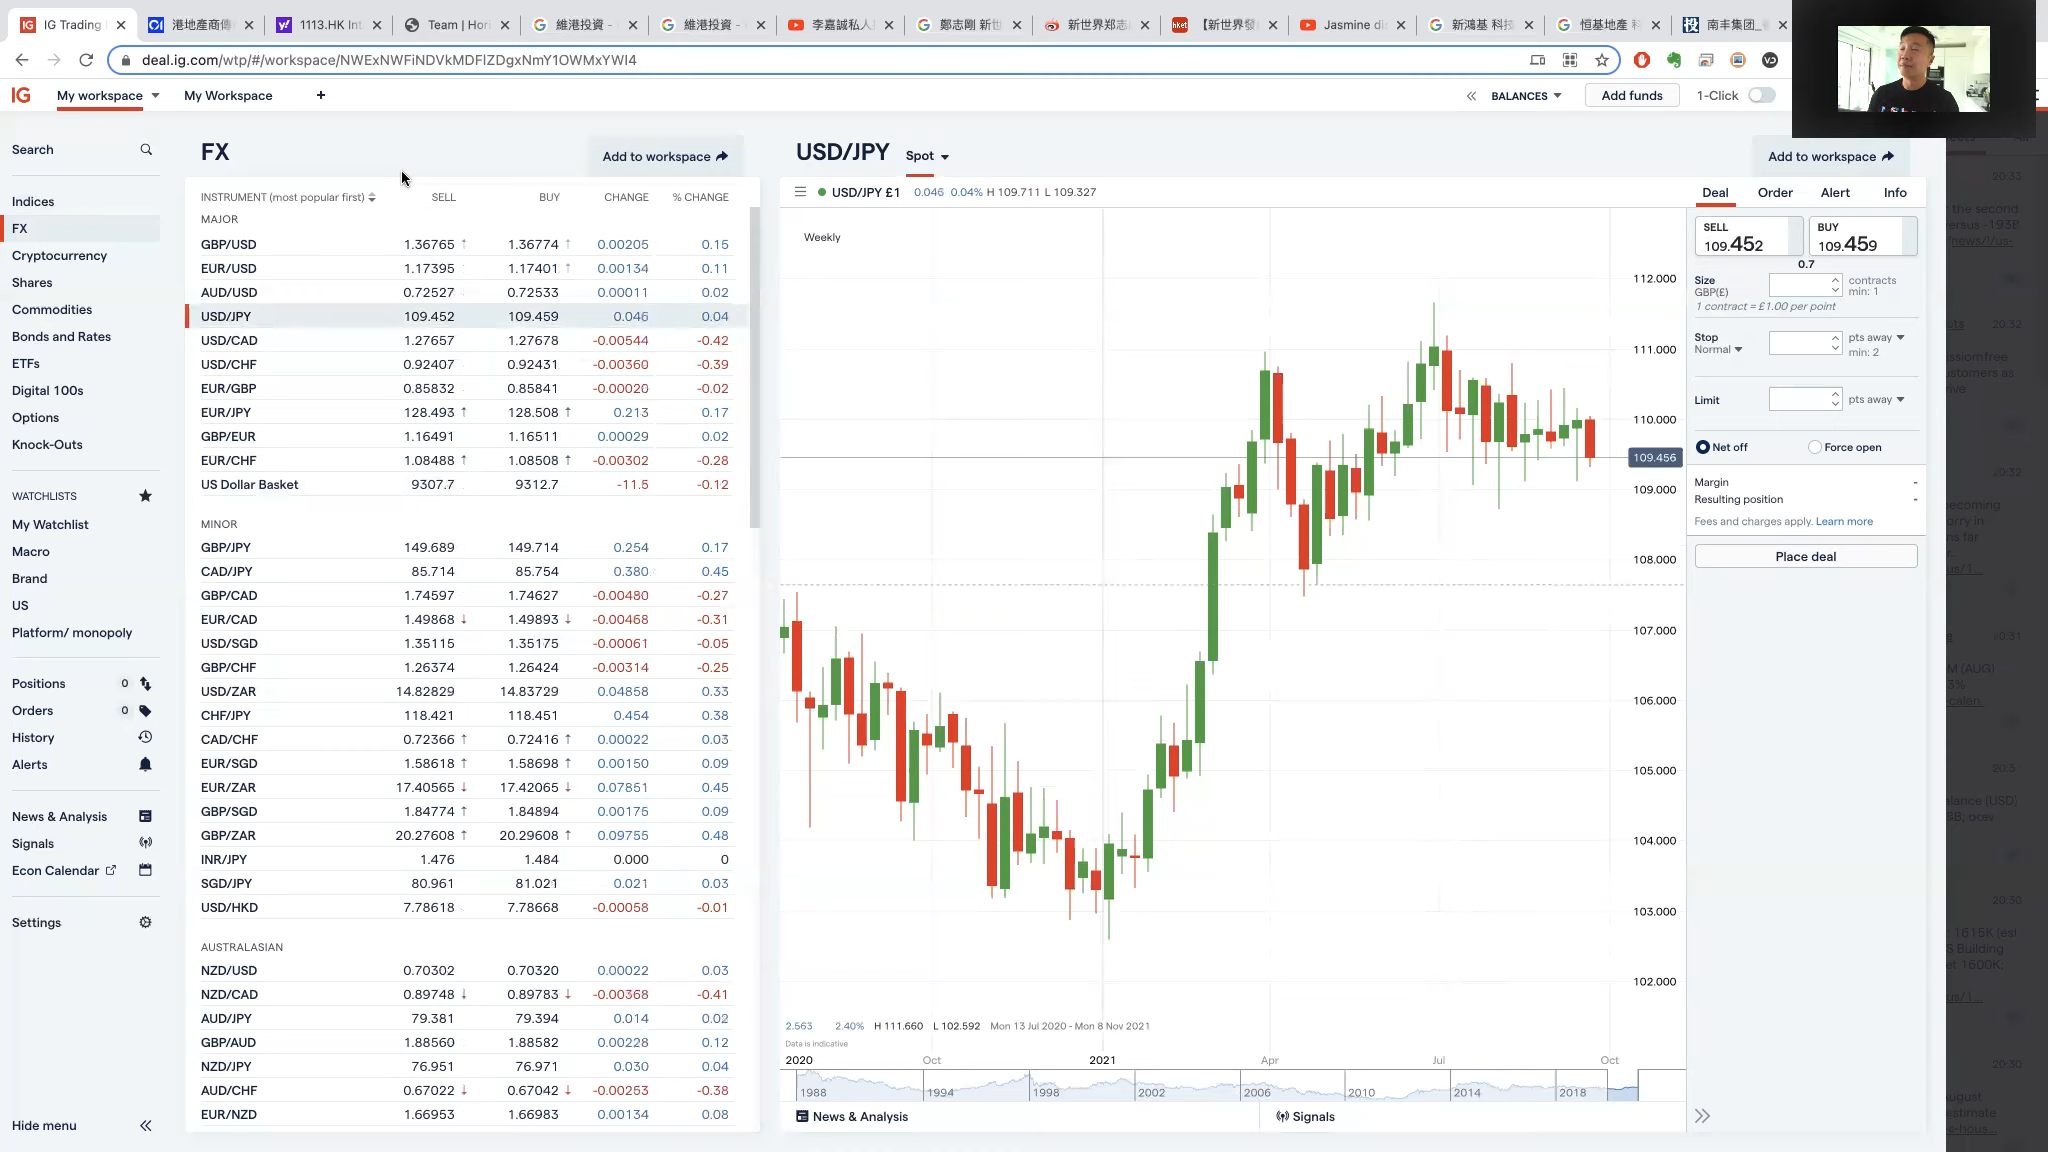 IG Trading
港地產商傳
1113.HK Int
Team | Hori
維港投資 -
維港投資 -
李嘉誠私人
鄭志剛 新世
新世界鄭志
【新世界發
Jasmine di
新鴻基 科技
恒基地產 科
南丰集团_
deal.ig.com/wtp/#/workspace/NWExNWFiNDVkMDFlZDgxNmY1OWMxYWI4
IG My workspace My Workspace + BALANCES Add funds 1-Click
Search
Indices
FX
Cryptocurrency
Shares
Commodities
Bonds and Rates
ETFs
Digital 100s
Options
Knock-Outs
WATCHLISTS
My Watchlist
Macro
Brand
US
Platform/ monopoly
Positions 0
Orders 0
History
Alerts
News & Analysis
Signals
Econ Calendar
Settings
Hide menu
FX Add to workspace
INSTRUMENT (most popular first) SELL BUY CHANGE % CHANGE
MAJOR
GBP/USD 1.36765 ↑ 1.36774 ↑ 0.00205 0.15
EUR/USD 1.17395 ↑ 1.17401 ↑ 0.00134 0.11
AUD/USD 0.72527 0.72533 0.00011 0.02
USD/JPY 109.452 109.459 0.046 0.04
USD/CAD 1.27657 1.27678 -0.00544 -0.42
USD/CHF 0.92407 0.92431 -0.00360 -0.39
EUR/GBP 0.85832 0.85841 -0.00020 -0.02
EUR/JPY 128.493 ↑ 128.508 ↑ 0.213 0.17
GBP/EUR 1.16491 1.16511 0.00029 0.02
EUR/CHF 1.08488 ↑ 1.08508 ↑ -0.00302 -0.28
US Dollar Basket 9307.7 9312.7 -11.5 -0.12
MINOR
GBP/JPY 149.689 149.714 0.254 0.17
CAD/JPY 85.714 85.754 0.380 0.45
GBP/CAD 1.74597 1.74627 -0.00480 -0.27
EUR/CAD 1.49868 ↓ 1.49893 ↓ -0.00468 -0.31
USD/SGD 1.35115 1.35175 -0.00061 -0.05
GBP/CHF 1.26374 1.26424 -0.00314 -0.25
USD/ZAR 14.82829 14.83729 0.04858 0.33
CHF/JPY 118.421 118.451 0.454 0.38
CAD/CHF 0.72366 ↑ 0.72416 ↑ 0.00022 0.03
EUR/SGD 1.58618 ↑ 1.58698 ↑ 0.00150 0.09
EUR/ZAR 17.40565 ↓ 17.42065 ↓ 0.07851 0.45
GBP/SGD 1.84774 ↑ 1.84894 0.00175 0.09
GBP/ZAR 20.27608 ↑ 20.29608 ↑ 0.09755 0.48
INR/JPY 1.476 1.484 0.000 0
SGD/JPY 80.961 81.021 0.021 0.03
USD/HKD 7.78618 7.78668 -0.00058 -0.01
AUSTRALASIAN
NZD/USD 0.70302 0.70320 0.00022 0.03
NZD/CAD 0.89748 ↓ 0.89783 ↓ -0.00368 -0.41
AUD/JPY 79.381 79.394 0.014 0.02
GBP/AUD 1.88560 1.88582 0.00228 0.12
NZD/JPY 76.951 76.971 0.030 0.04
AUD/CHF 0.67022 ↓ 0.67042 ↓ -0.00253 -0.38
EUR/NZD 1.66953 1.66983 0.00134 0.08
USD/JPY Spot Add to workspace
USD/JPY £1 0.046 0.04% H 109.711 L 109.327
Weekly
112.000
111.000
110.000
109.456
109.000
108.000
107.000
106.000
105.000
104.000
103.000
102.000
2.563 2.40% H 111.660 L 102.592 Mon 13 Jul 2020 - Mon 8 Nov 2021
Data is indicative
2020 Oct 2021 Apr Jul Oct
1988 1994 1998 2002 2006 2010 2014 2018
News & Analysis Signals
Deal Order Alert Info
SELL BUY
109.452 109.459
0.7
Size contracts
GBP(£) min: 1
1 contract = £1.00 per point
Stop pts away
Normal min: 2
Limit pts away
Net off Force open
Margin -
Resulting position -
Fees and charges apply. Learn more
Place deal